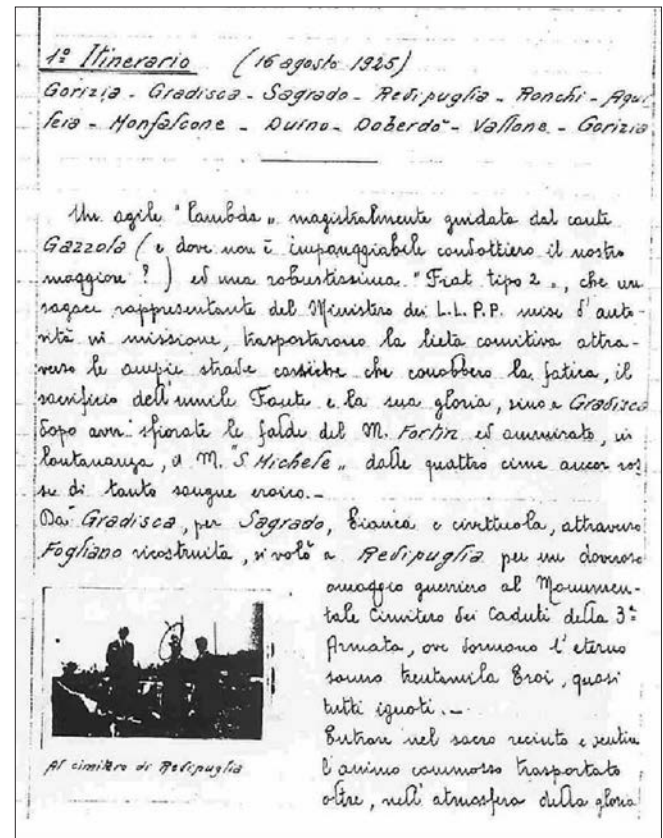 1º Itinerario (16 agosto 1925)
Gorizia - Gradisca - Sagrado - Redipuglia - Ronchi - Aqui
leia - Monfalcone - Duino - Doberdò - Vallone - Gorizia
Un agile "lambda„ magistralmente guidata dal conte
Gazzola (e dove non è impareggiabile condottiero il nostro
maggiore ?) ed una robustissima "Fiat tipo 2„, che un
sagace rappresentante del Ministero dei L.L.P.P. mise d'auto-
rità in missione, trasportarono la lieta comitiva attra-
verso le ampie strade carsiche che conobbero la fatica, il
sacrificio dell'umile Fante e la sua gloria, sino a Gradisca
dopo aver sfiorate le falde del M. Fortin ed ammirato, in
lontananza, il M. "S. Michele„ dalle quattro cime ancor ros
se di tanto sangue eroico.-
Da Gradisca, per Sagrado, bianca e civettuola, attraverso
Fogliano ricostruita, si volò a Redipuglia per un doveroso
omaggio guerriero al Monumen-
tale Cimitero dei Caduti della 3ª
Armata, ove dormono l'eterno
sonno trentamila Eroi, quasi
tutti ignoti.-
Entrare nel sacro recinto e sentire
l'animo commosso trasportato
oltre, nell'atmosfera della gloria
Al cimitero di Redipuglia